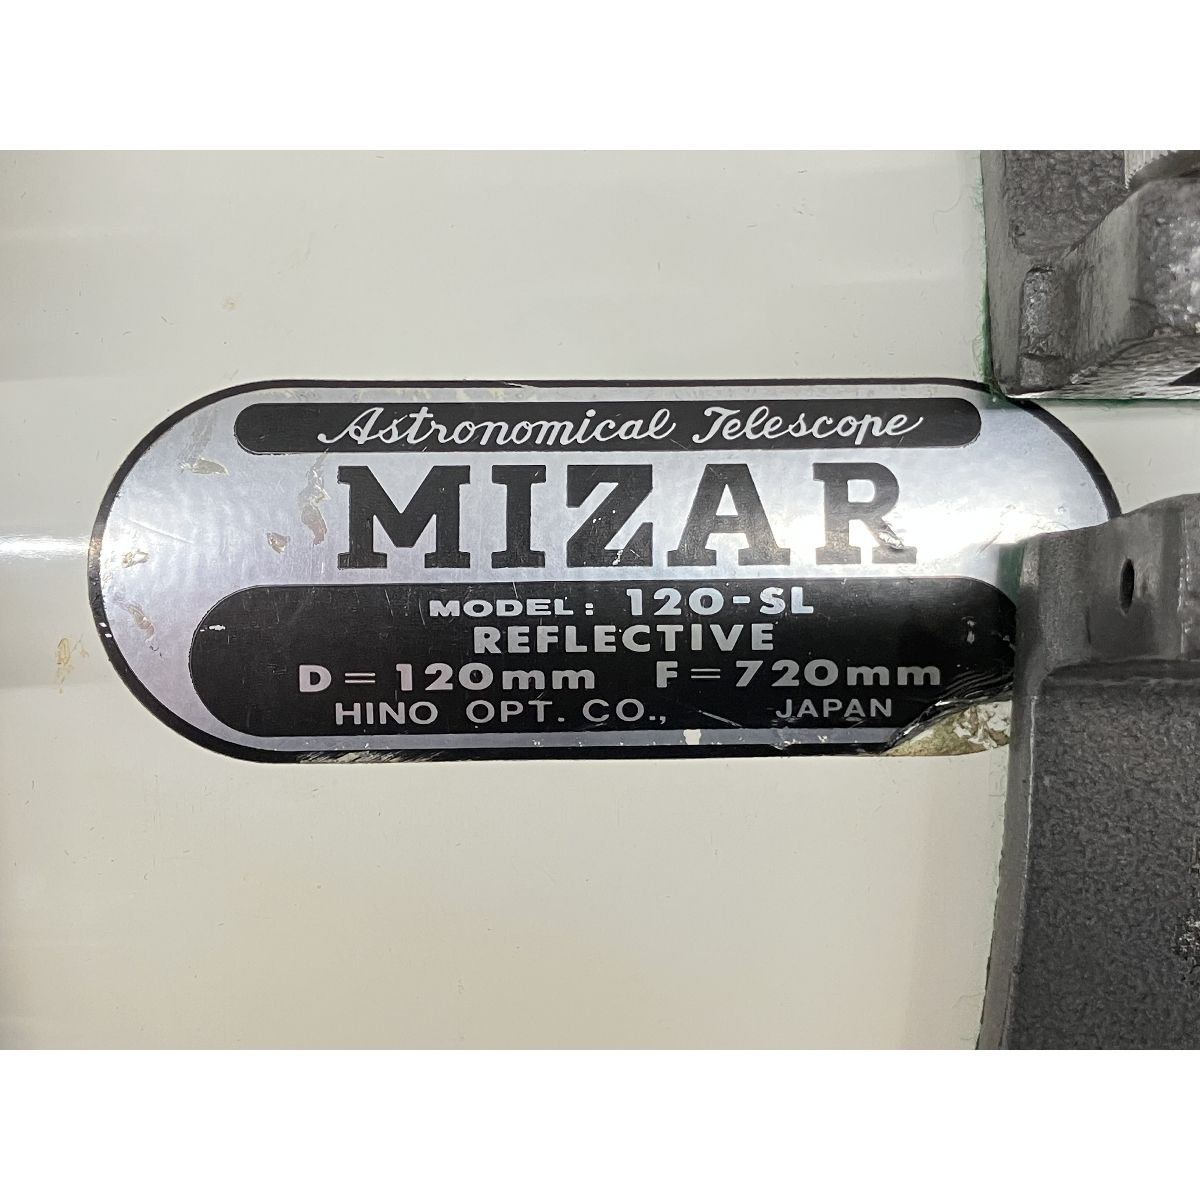 Astronomical Telescope
MIZAR
MODEL: 120-SL
REFLECTIVE
D=120mm F=720mm
HINO OPT. CO., JAPAN